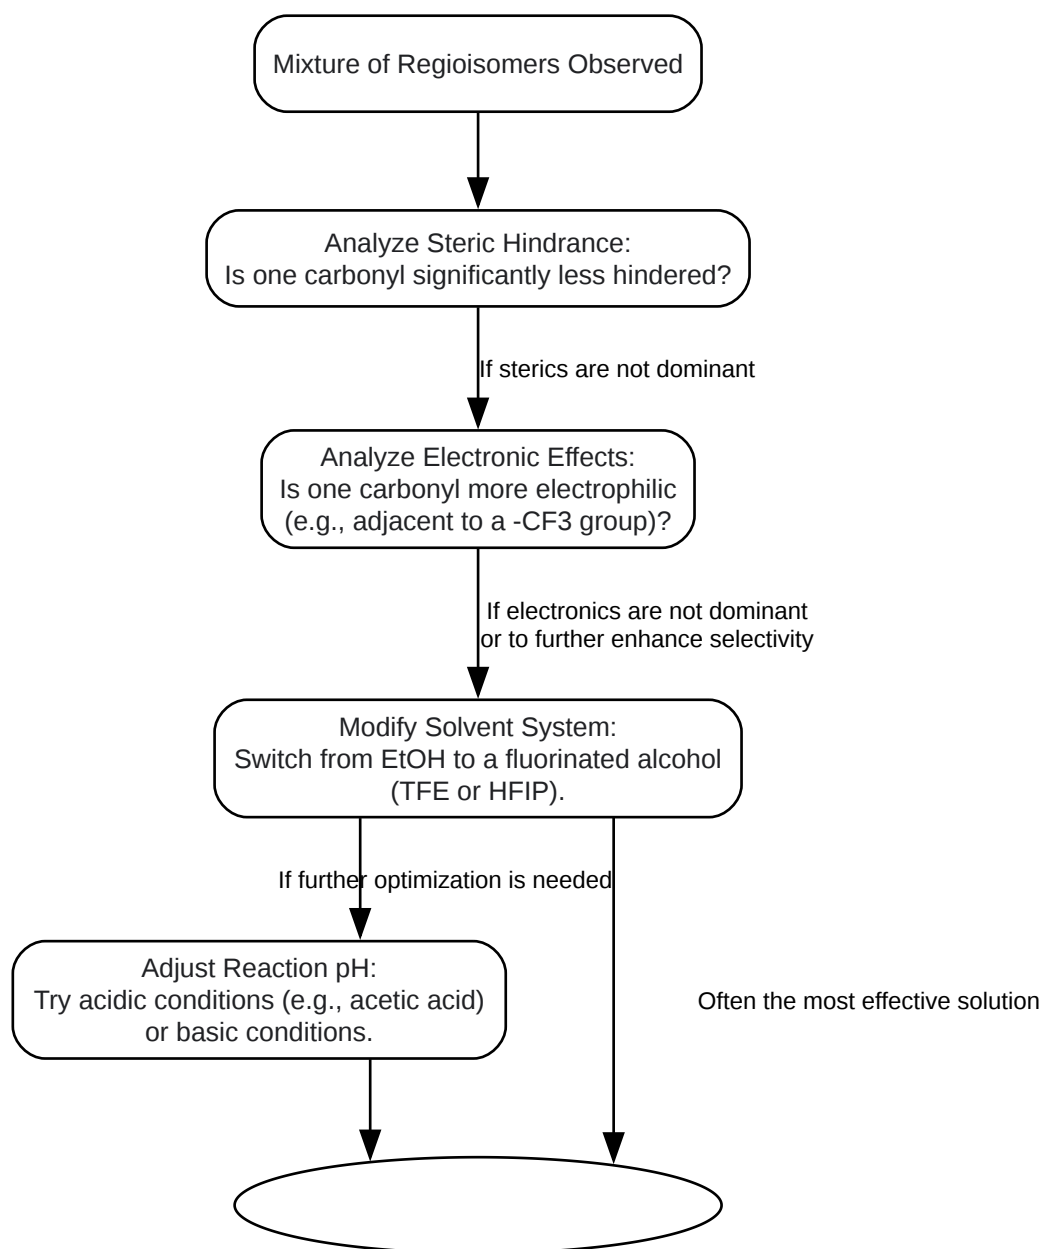 Mixture of Regioisomers Observed
Analyze Steric Hindrance:
Is one carbonyl significantly less hindered?
If sterics are not dominant
Analyze Electronic Effects:
Is one carbonyl more electrophilic
(e.g., adjacent to a -CF3 group)?
If electronics are not dominant
or to further enhance selectivity
Modify Solvent System:
Switch from EtOH to a fluorinated alcohol
(TFE or HFIP).
If further optimization is needed
Adjust Reaction pH:
Try acidic conditions (e.g., acetic acid)
or basic conditions.
Often the most effective solution